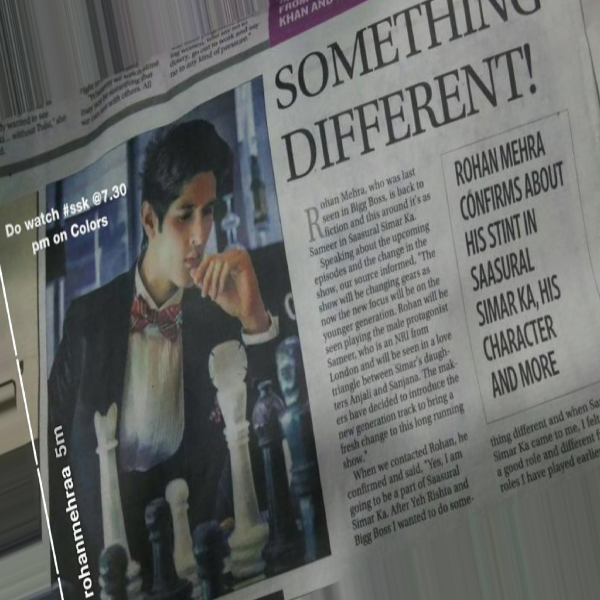 FROM
KHAN AND
SOMETHING
DIFFERENT!
Do watch #ssk @7.30
pm on Colors
rohanmehraa 5m
Rohan Mehra, who was last
seen in Bigg Boss, is back to
fiction and this around it's as
Sameer in Saasural Simar Ka.
Speaking about the upcoming
episodes and the change in the
show, our source informed, "The
show will be changing gears as
now the new focus will be on the
younger generation. Rohan will be
seen playing the male protagonist
Sameer, who is an NRI from
London and will be seen in a love
triangle between Simar's daugh-
ters Anjali and Sanjana. The mak-
ers have decided to introduce the
new generation track to bring a
fresh change to this long running
show."
When we contacted Rohan, he
confirmed and said, "Yes, I am
going to be a part of Saasural
Simar Ka. After Yeh Rishta and
Bigg Boss I wanted to do some-
ROHAN MEHRA
CONFIRMS ABOUT
HIS STINT IN
SAASURAL
SIMAR KA, HIS
CHARACTER
AND MORE
thing different and when Saa
Simar Ka came to me, I felt
a good role and different f
roles I have played earlie